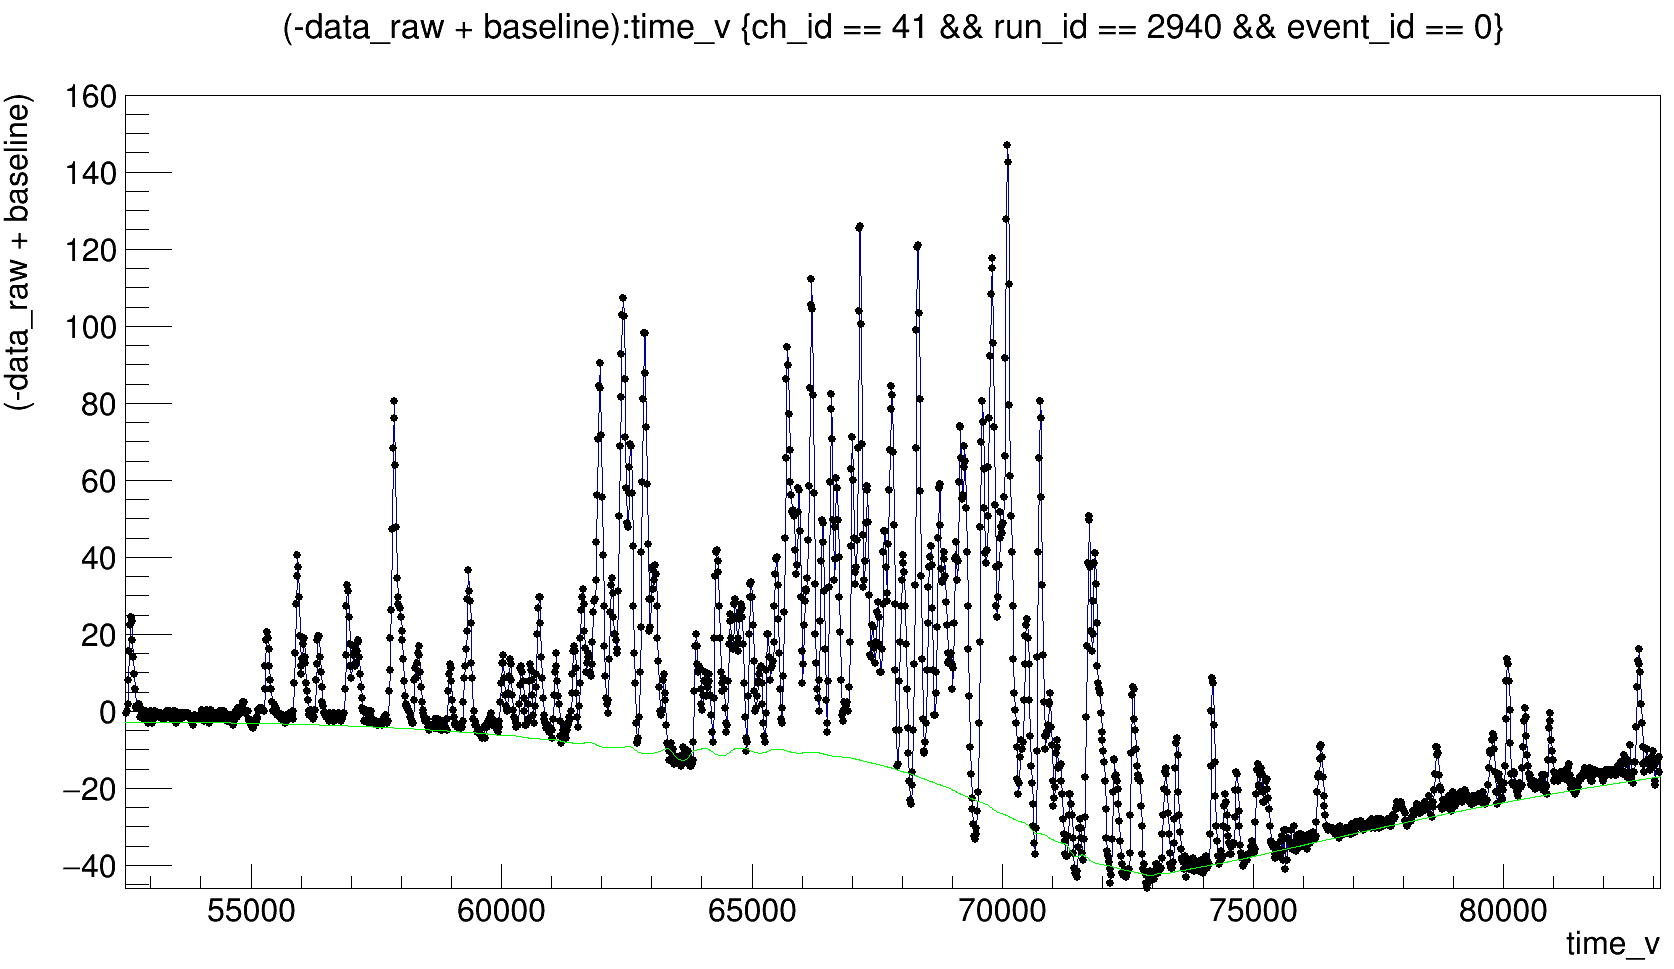 (-data_raw + baseline):time_v {ch_id == 41 && run_id == 2940 && event_id == 0}
(-data_raw + baseline)
160
140
120
100
80
60
40
20
0
−20
−40
55000 60000 65000 70000 75000 80000
time_v